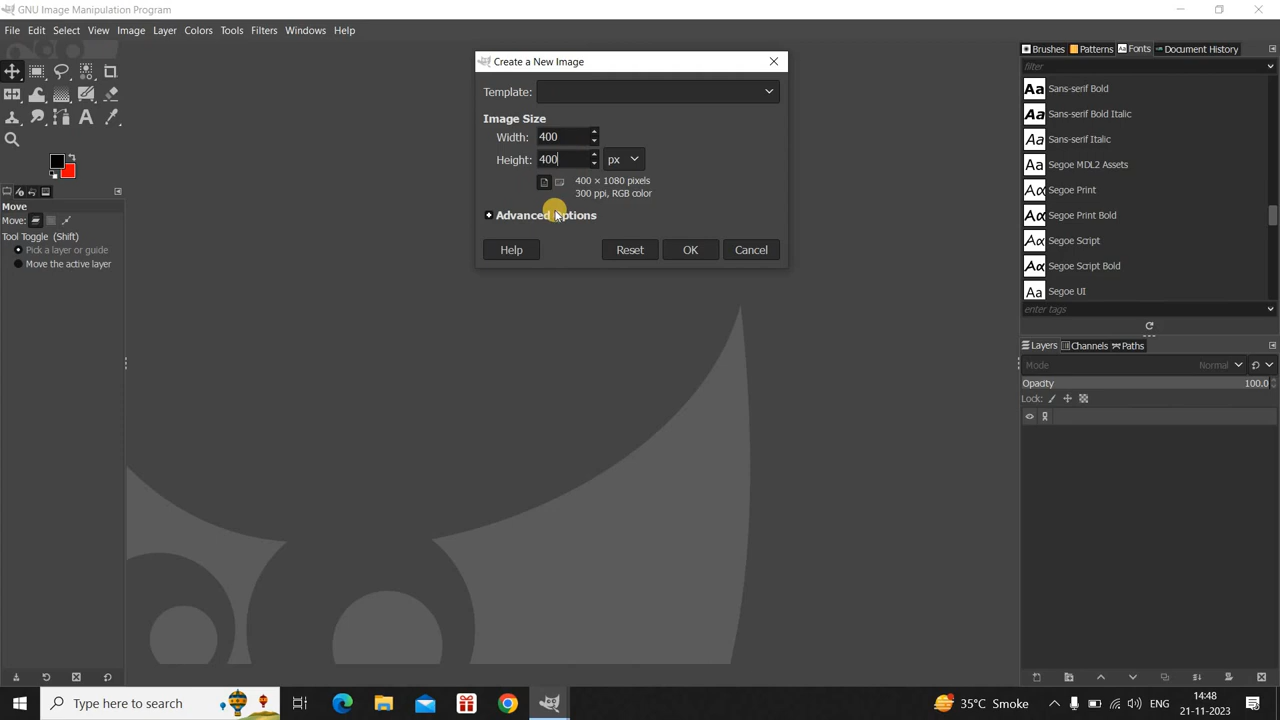 GNU Image Manipulation Program
File Edit Select View Image Layer Colors Tools Filters Windows Help
Create a New Image
Template:
Image Size
Width: 400
Height: 400 px
400 × 1080 pixels
300 ppi, RGB color
Advanced Options
Help Reset OK Cancel
Move
Move:
Tool Toggle (Shift)
Pick a layer or guide
Move the active layer
Brushes Patterns Fonts Document History
filter
Sans-serif Bold
Sans-serif Bold Italic
Sans-serif Italic
Segoe MDL2 Assets
Segoe Print
Segoe Print Bold
Segoe Script
Segoe Script Bold
Segoe UI
enter tags
Layers Channels Paths
Mode Normal
Opacity 100.0
Lock:
Type here to search
35°C Smoke
ENG
14:48
21-11-2023